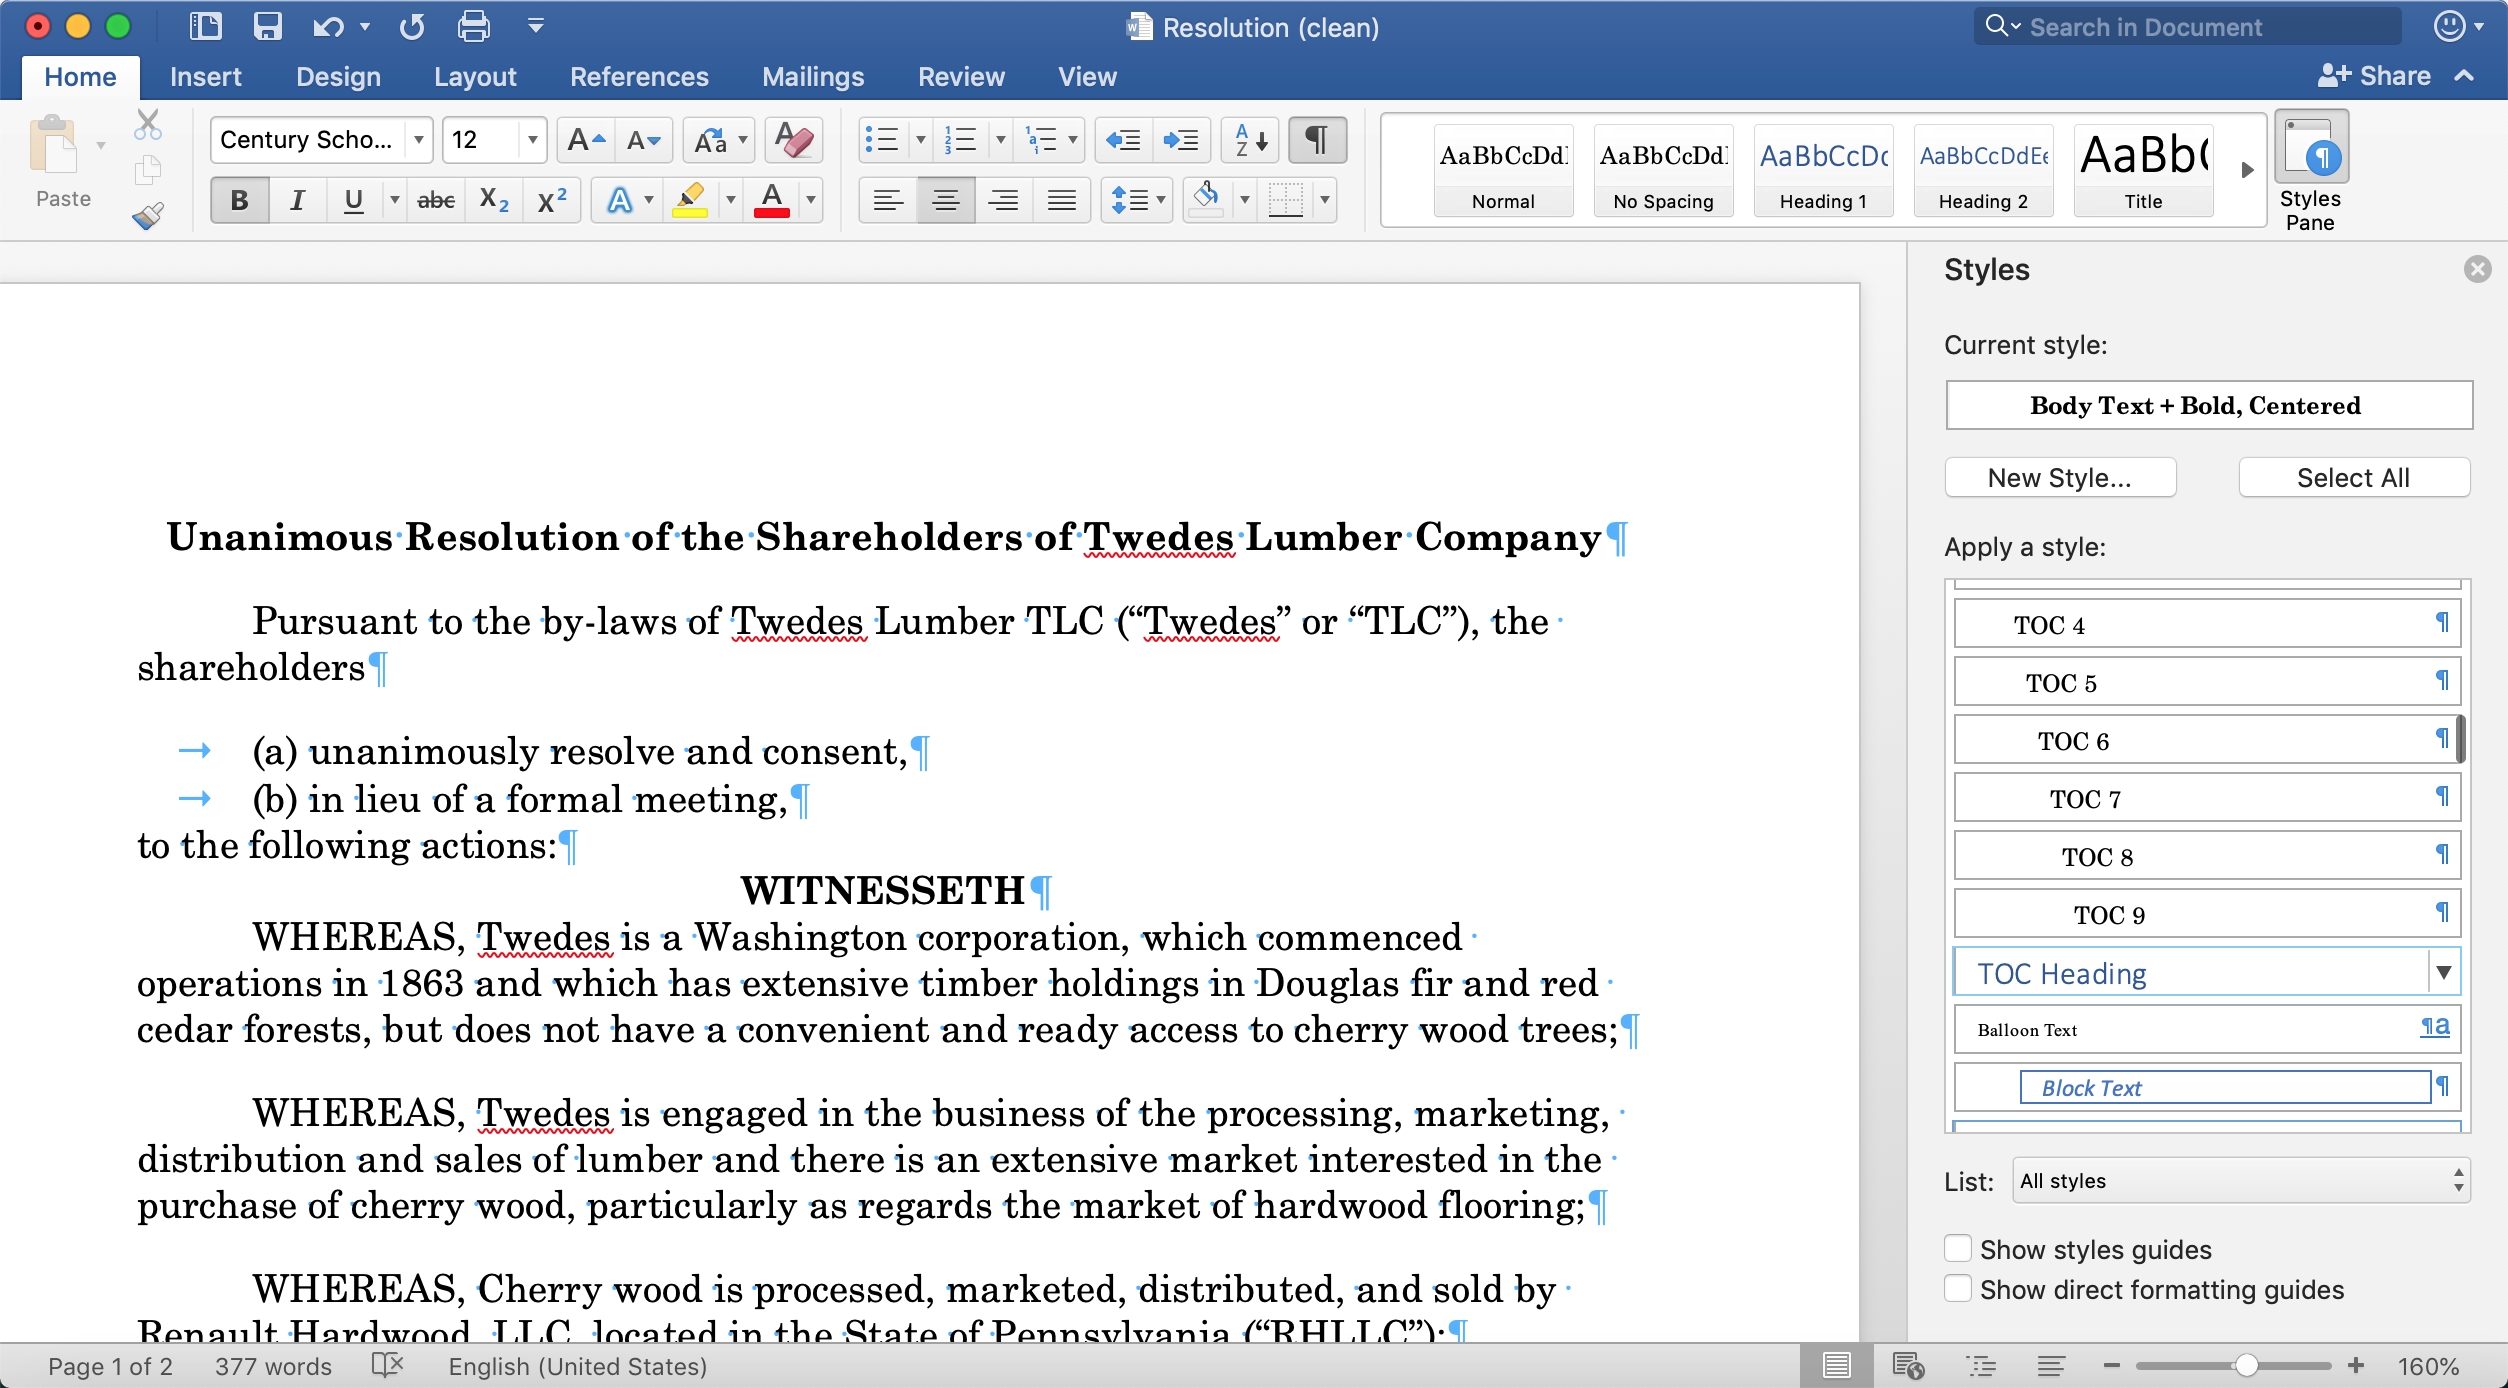 Resolution (clean)
Search in Document
Home Insert Design Layout References Mailings Review View
Share
Paste
Century Scho... 12
Styles Pane
AaBbCcDd Normal
AaBbCcDd No Spacing
AaBbCcDc Heading 1
AaBbCcDdEe Heading 2
AaBb( Title
Styles
Current style:
Body Text + Bold, Centered
New Style... Select All
Apply a style:
TOC 4
TOC 5
TOC 6
TOC 7
TOC 8
TOC 9
TOC Heading
Balloon Text
Block Text
List: All styles
Show styles guides
Show direct formatting guides
Unanimous Resolution of the Shareholders of Twedes Lumber Company¶
Pursuant to the by-laws of Twedes Lumber TLC (“Twedes” or “TLC”), the
shareholders¶
→ (a) unanimously resolve and consent,¶
→ (b) in lieu of a formal meeting,¶
to the following actions:¶
WITNESSETH¶
WHEREAS, Twedes is a Washington corporation, which commenced
operations in 1863 and which has extensive timber holdings in Douglas fir and red
cedar forests, but does not have a convenient and ready access to cherry wood trees;¶
WHEREAS, Twedes is engaged in the business of the processing, marketing,
distribution and sales of lumber and there is an extensive market interested in the
purchase of cherry wood, particularly as regards the market of hardwood flooring;¶
WHEREAS, Cherry wood is processed, marketed, distributed, and sold by
Renault Hardwood, LLC, located in the State of Pennsylvania (“RHLLC”);¶
Page 1 of 2 377 words English (United States) 160%